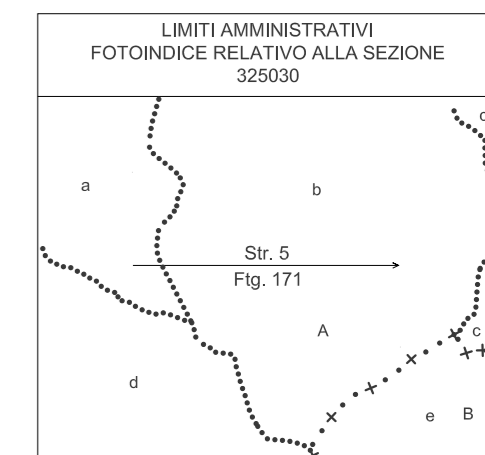 LIMITI AMMINISTRATIVI
FOTOINDICE RELATIVO ALLA SEZIONE
325030
a
b
Str. 5
Ftg. 171
A
c
d
e
B